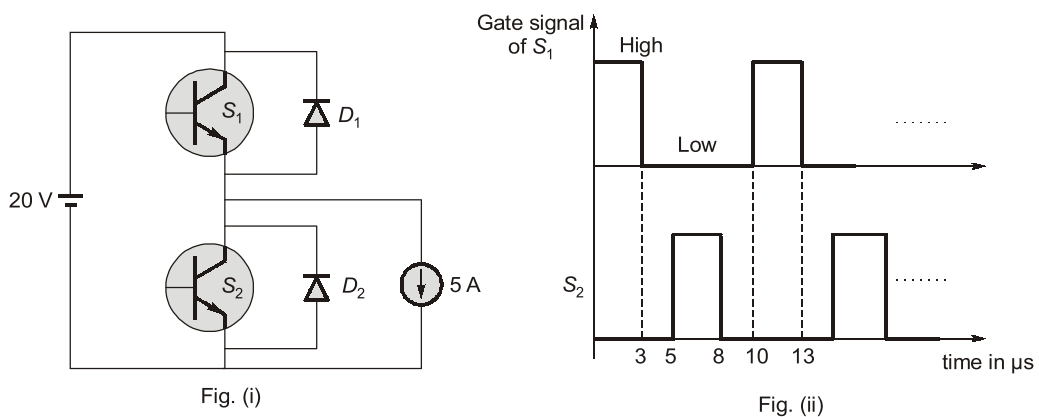 20 V
S1
D1
S2
D2
5 A
Fig. (i)
Gate signal
of S1
High
Low
........
S2
........
3 5 8 10 13
time in μs
Fig. (ii)